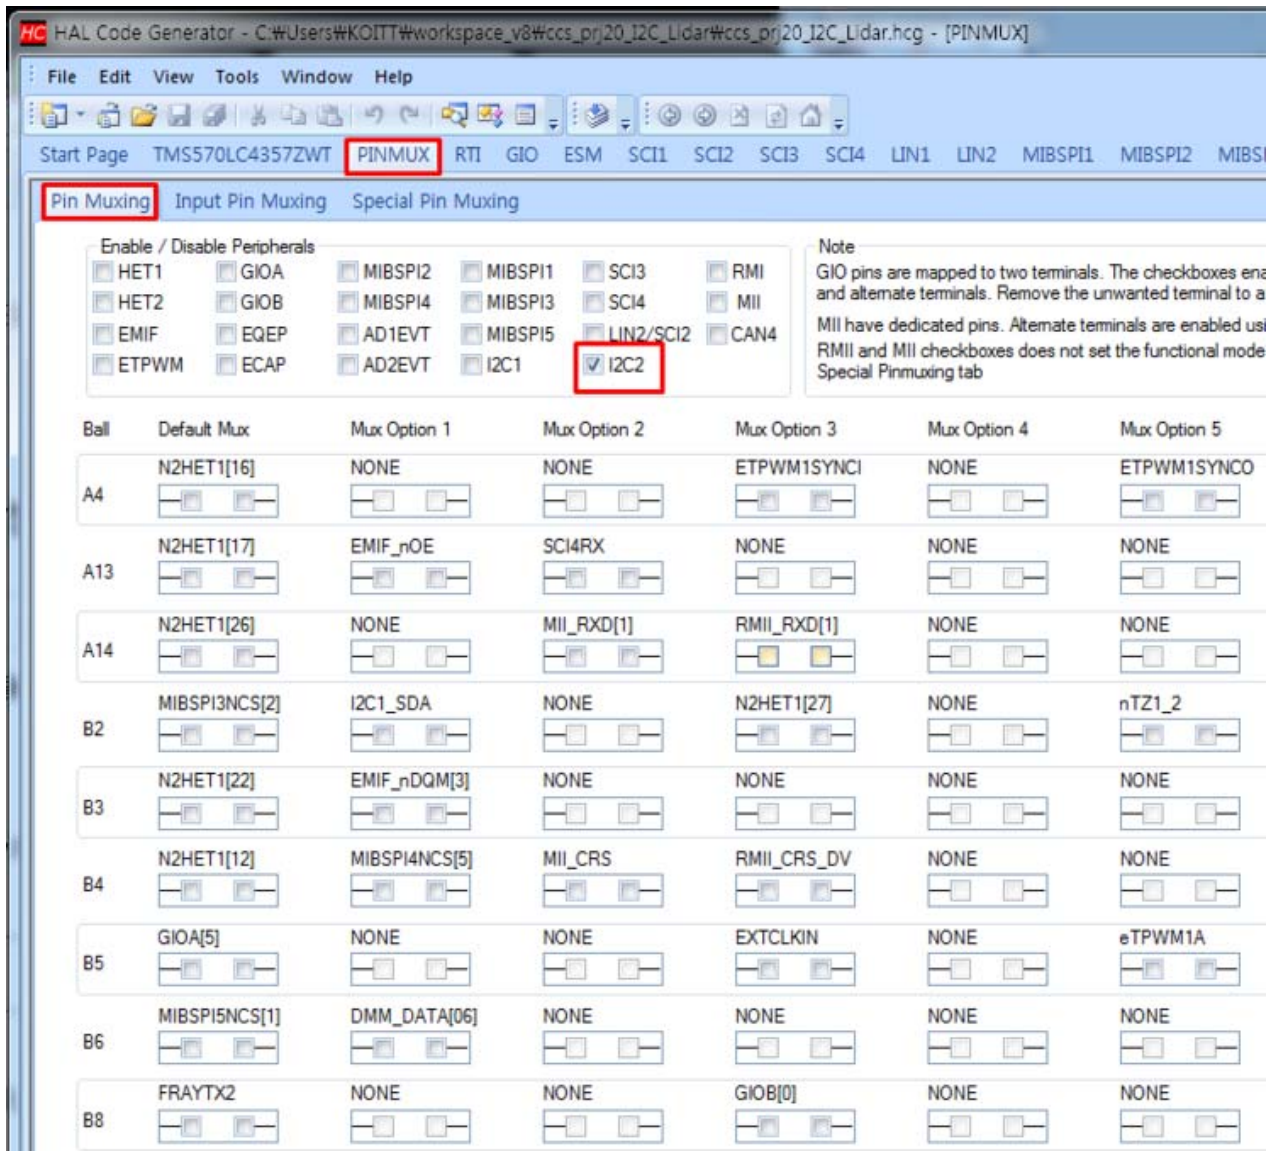 HC HAL Code Generator - C:₩Users₩KOITT₩workspace_v8₩ccs_prj20_I2C_Lidar₩ccs_prj20_I2C_Lidar.hcg - [PINMUX]
File Edit View Tools Window Help
Start Page TMS570LC4357ZWT PINMUX RTI GIO ESM SCI1 SCI2 SCI3 SCI4 LIN1 LIN2 MIBSPI1 MIBSPI2 MIBSI
Pin Muxing Input Pin Muxing Special Pin Muxing
Enable / Disable Peripherals Note
HET1 GIOA MIBSPI2 MIBSPI1 SCI3 RMI GIO pins are mapped to two terminals. The checkboxes ena
HET2 GIOB MIBSPI4 MIBSPI3 SCI4 MII and alternate terminals. Remove the unwanted terminal to a
EMIF EQEP AD1EVT MIBSPI5 LIN2/SCI2 CAN4 MII have dedicated pins. Alternate terminals are enabled usi
RMII and MII checkboxes does not set the functional mode
ETPWM ECAP AD2EVT I2C1 I2C2 Special Pinmuxing tab
Ball Default Mux Mux Option 1 Mux Option 2 Mux Option 3 Mux Option 4 Mux Option 5
N2HET1[16] NONE NONE ETPWM1SYNCI NONE ETPWM1SYNCO
A4
N2HET1[17] EMIF_nOE SCI4RX NONE NONE NONE
A13
N2HET1[26] NONE MII_RXD[1] RMII_RXD[1] NONE NONE
A14
MIBSPI3NCS[2] I2C1_SDA NONE N2HET1[27] NONE nTZ1_2
B2
N2HET1[22] EMIF_nDQM[3] NONE NONE NONE NONE
B3
N2HET1[12] MIBSPI4NCS[5] MII_CRS RMII_CRS_DV NONE NONE
B4
GIOA[5] NONE NONE EXTCLKIN NONE eTPWM1A
B5
MIBSPI5NCS[1] DMM_DATA[06] NONE NONE NONE NONE
B6
FRAYTX2 NONE NONE GIOB[0] NONE NONE
B8